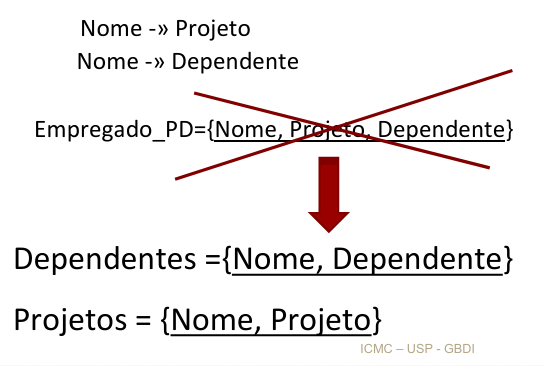 Nome -» Projeto
Nome -» Dependente
Empregado_PD={Nome, Projeto, Dependente}
Dependentes ={Nome, Dependente}
Projetos = {Nome, Projeto}
ICMC – USP - GBDI